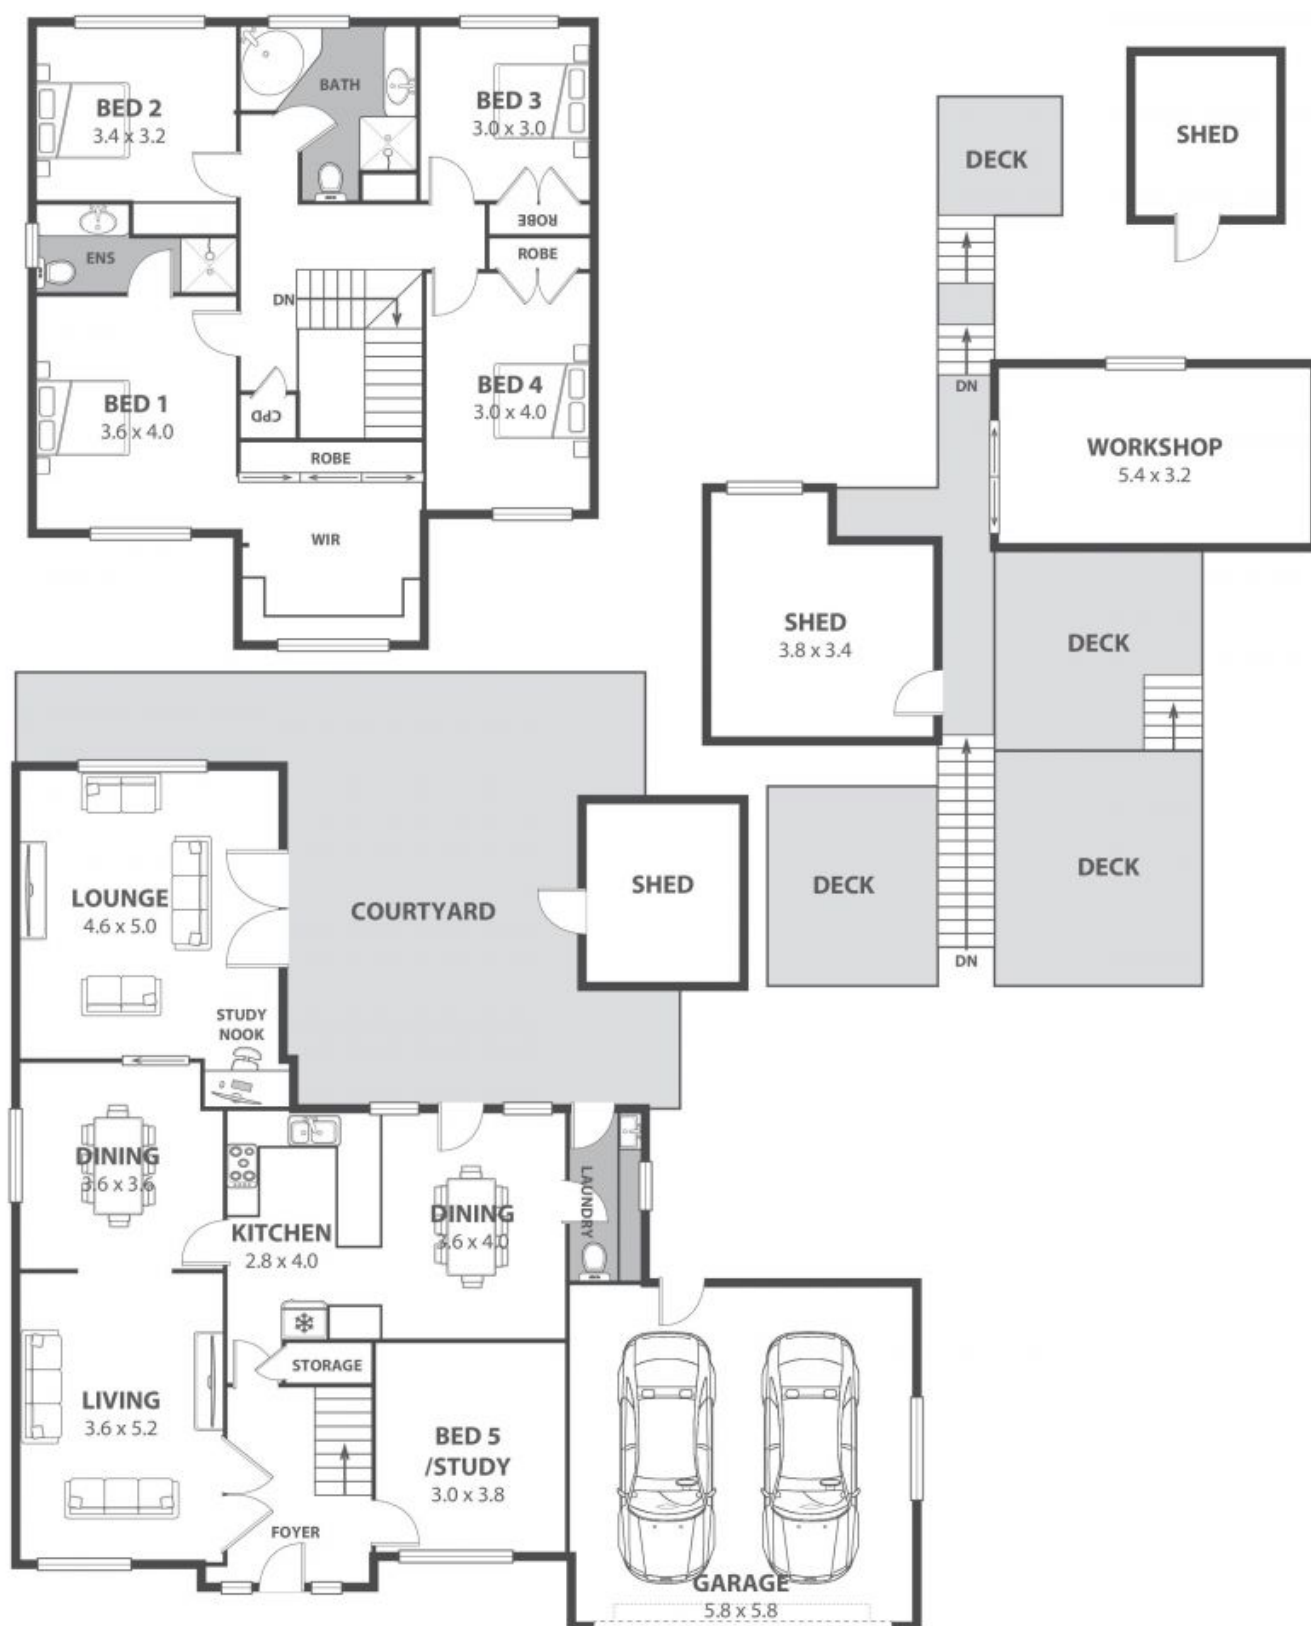 BED 2
3.4 x 3.2
BATH
BED 3
3.0 x 3.0
ROBE
ROBE
ENS
DN
BED 1
3.6 x 4.0
CPD
BED 4
3.0 x 4.0
ROBE
WIR
SHED
DECK
DN
WORKSHOP
5.4 x 3.2
SHED
3.8 x 3.4
DECK
DECK
DECK
DN
LOUNGE
4.6 x 5.0
COURTYARD
SHED
STUDY
NOOK
DINING
3.6 x 3.6
KITCHEN
2.8 x 4.0
DINING
3.6 x 4.0
LAUNDRY
STORAGE
LIVING
3.6 x 5.2
BED 5
/STUDY
3.0 x 3.8
FOYER
GARAGE
5.8 x 5.8